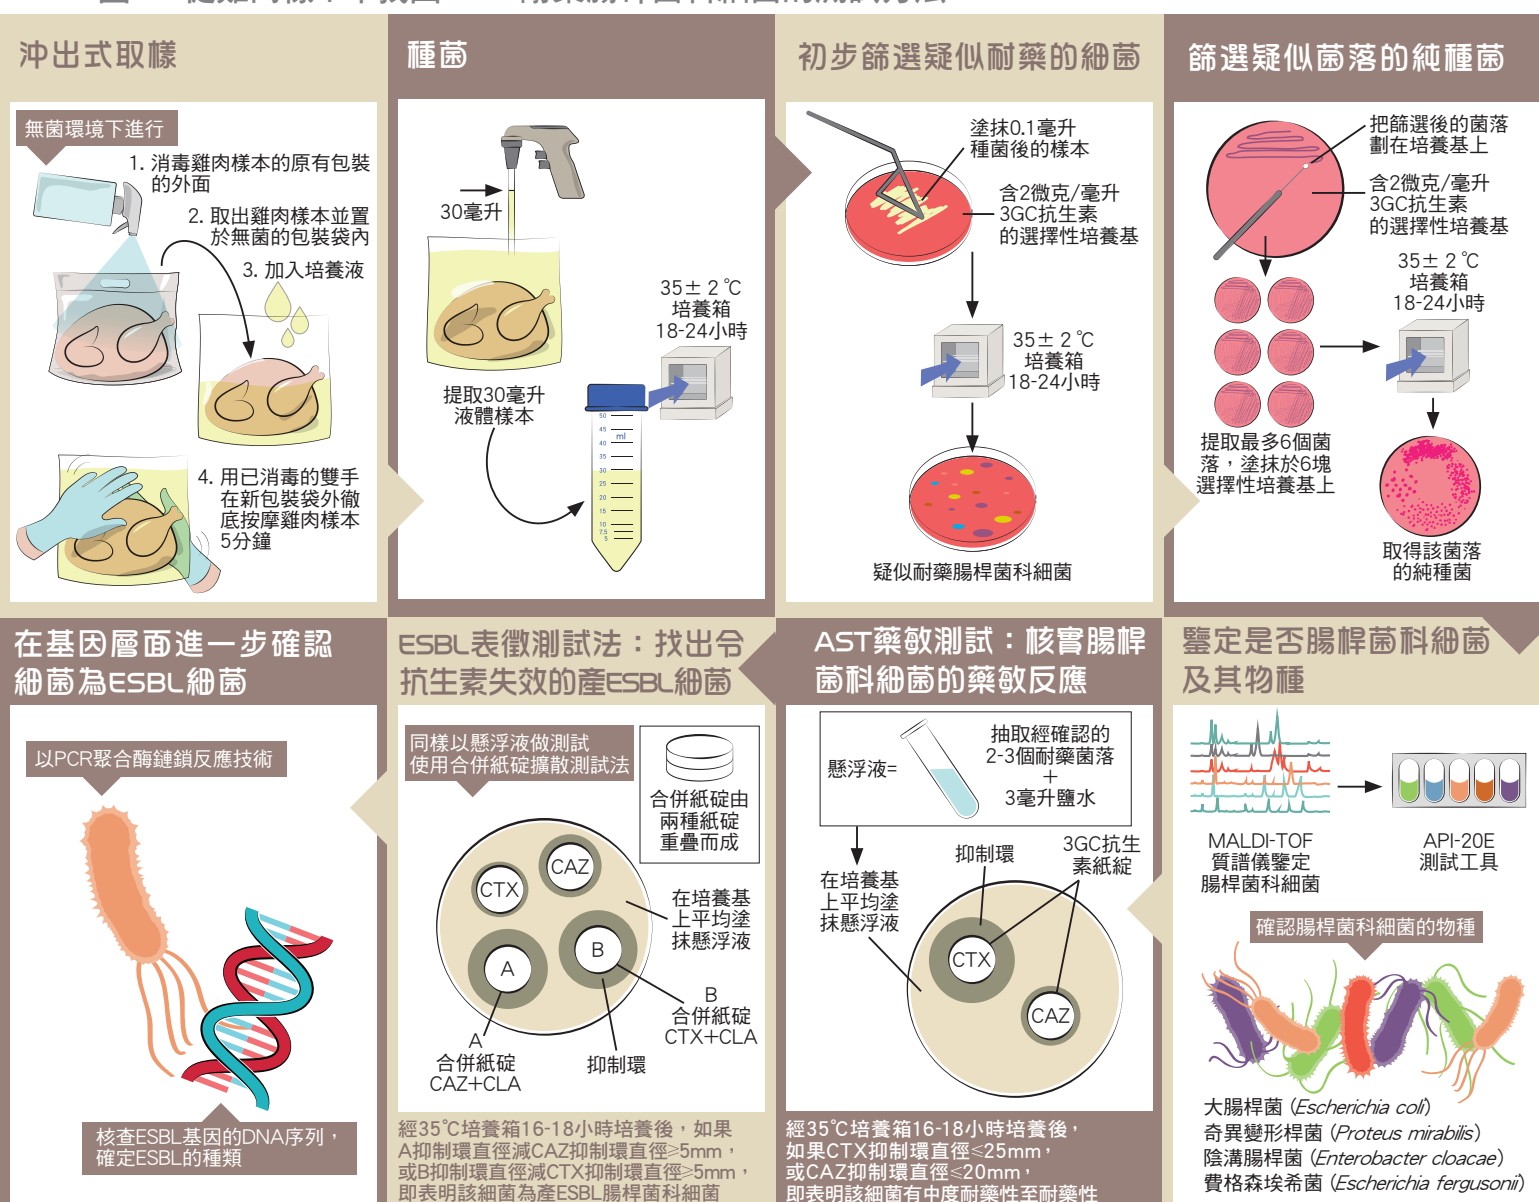 沖出式取樣
無菌環境下進行
1. 消毒雞肉樣本的原有包裝
的外面
2. 取出雞肉樣本並置
於無菌的包裝袋內
3. 加入培養液
4. 用已消毒的雙手
在新包裝袋外徹
底按摩雞肉樣本
5分鐘
種菌
30毫升
35± 2 ℃
培養箱
18-24小時
提取30毫升
液體樣本
50
45
ml
40
35
30
25
20
15
10
7.5
5
初步篩選疑似耐藥的細菌
塗抹0.1毫升
種菌後的樣本
含2微克/毫升
3GC抗生素
的選擇性培養基
35± 2 ℃
培養箱
18-24小時
疑似耐藥腸桿菌科細菌
篩選疑似菌落的純種菌
把篩選後的菌落
劃在培養基上
含2微克/毫升
3GC抗生素
的選擇性培養基
35± 2 ℃
培養箱
18-24小時
提取最多6個菌
落，塗抹於6塊
選擇性培養基上
取得該菌落
的純種菌
鑒定是否腸桿菌科細菌
及其物種
MALDI-TOF
質譜儀鑒定
腸桿菌科細菌
API-20E
測試工具
確認腸桿菌科細菌的物種
大腸桿菌 (Escherichia coli)
奇異變形桿菌 (Proteus mirabilis)
陰溝腸桿菌 (Enterobacter cloacae)
費格森埃希菌 (Escherichia fergusonii)
AST藥敏測試：核實腸桿
菌科細菌的藥敏反應
懸浮液=
抽取經確認的
2-3個耐藥菌落
+
3毫升鹽水
在培養基
上平均塗
抹懸浮液
抑制環
3GC抗生
素紙綻
CTX
CAZ
經35℃培養箱16-18小時培養後，
如果CTX抑制環直徑≤25mm，
或CAZ抑制環直徑≤20mm，
即表明該細菌有中度耐藥性至耐藥性
ESBL表徵測試法：找出令
抗生素失效的產ESBL細菌
同樣以懸浮液做測試
使用合併紙碇擴散測試法
合併紙碇由
兩種紙碇
重疊而成
CTX
CAZ
A
B
在培養基
上平均塗
抹懸浮液
A
合併紙碇
CAZ+CLA
抑制環
B
合併紙碇
CTX+CLA
經35℃培養箱16-18小時培養後，如果
A抑制環直徑減CAZ抑制環直徑≥5mm，
或B抑制環直徑減CTX抑制環直徑≥5mm，
即表明該細菌為產ESBL腸桿菌科細菌
在基因層面進一步確認
細菌為ESBL細菌
以PCR聚合酶鏈鎖反應技術
核查ESBL基因的DNA序列，
確定ESBL的種類